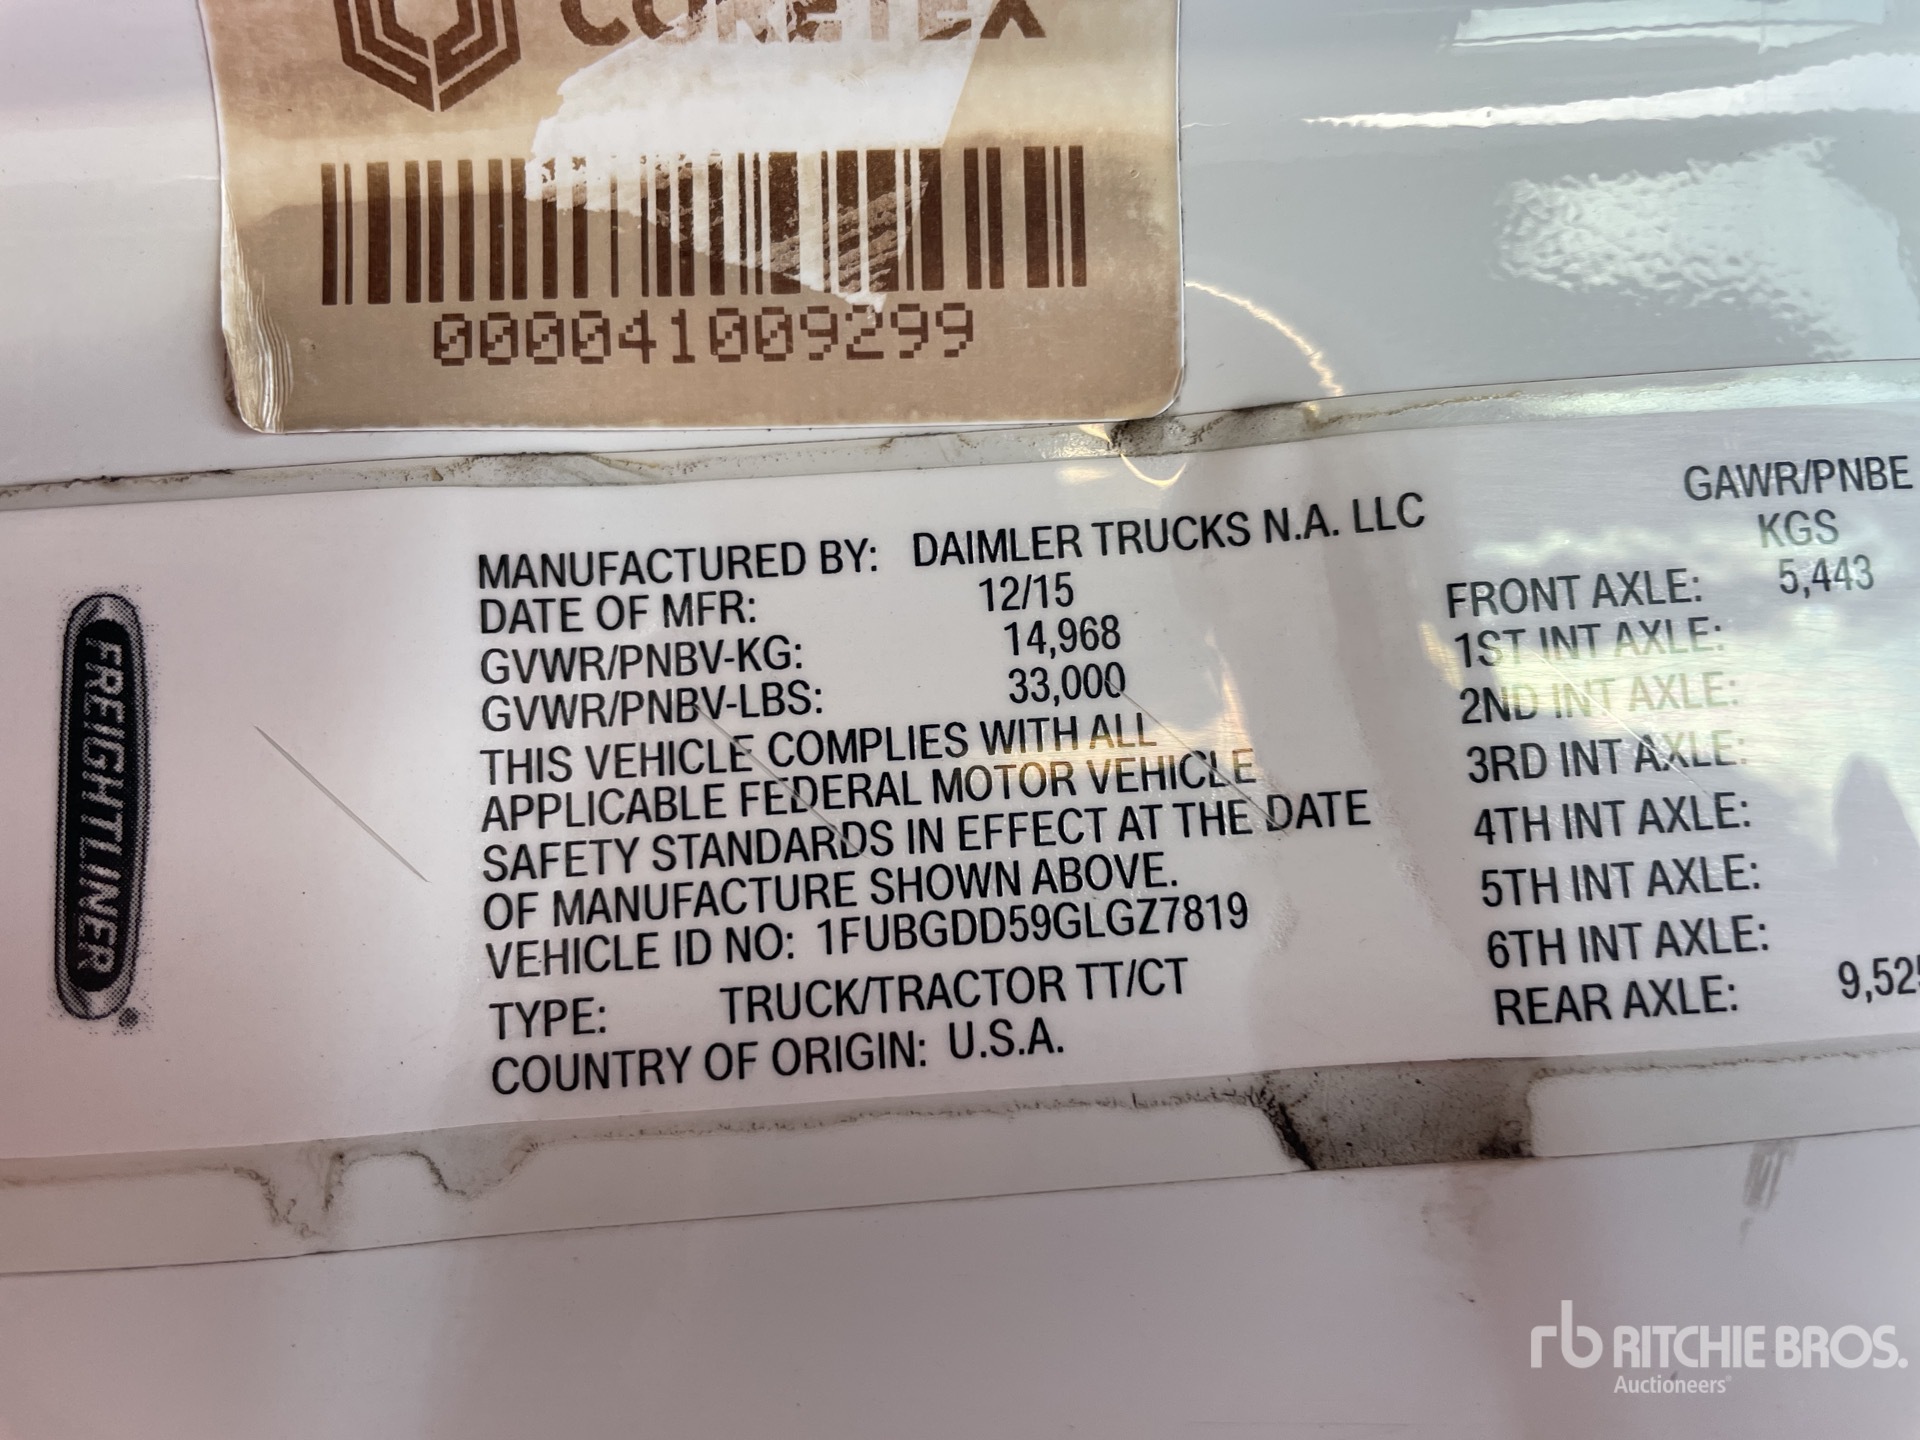 CORETEX
000041009299
FREIGHTLINER
MANUFACTURED BY: DAIMLER TRUCKS N.A. LLC
DATE OF MFR: 12/15
GVWR/PNBV-KG: 14,968
GVWR/PNBV-LBS: 33,000
THIS VEHICLE COMPLIES WITH ALL
APPLICABLE FEDERAL MOTOR VEHICLE
SAFETY STANDARDS IN EFFECT AT THE DATE
OF MANUFACTURE SHOWN ABOVE.
VEHICLE ID NO: 1FUBGDD59GLGZ7819
TYPE: TRUCK/TRACTOR TT/CT
COUNTRY OF ORIGIN: U.S.A.
GAWR/PNBE
KGS
FRONT AXLE: 5,443
1ST INT AXLE:
2ND INT AXLE:
3RD INT AXLE:
4TH INT AXLE:
5TH INT AXLE:
6TH INT AXLE:
REAR AXLE: 9,525
rb RITCHIE BROS.
Auctioneers